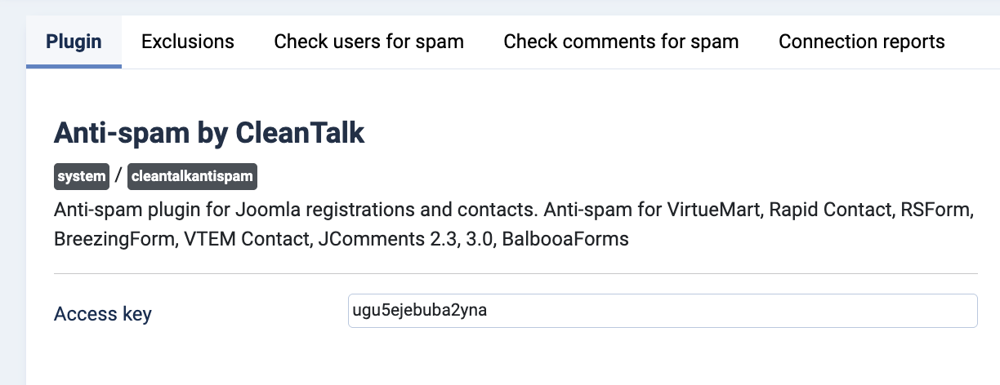 Plugin Exclusions Check users for spam Check comments for spam Connection reports
Anti-spam by CleanTalk
system / cleantalkantispam
Anti-spam plugin for Joomla registrations and contacts. Anti-spam for VirtueMart, Rapid Contact, RSForm,
BreezingForm, VTEM Contact, JComments 2.3, 3.0, BalbooaForms
Access key ugu5ejebuba2yna